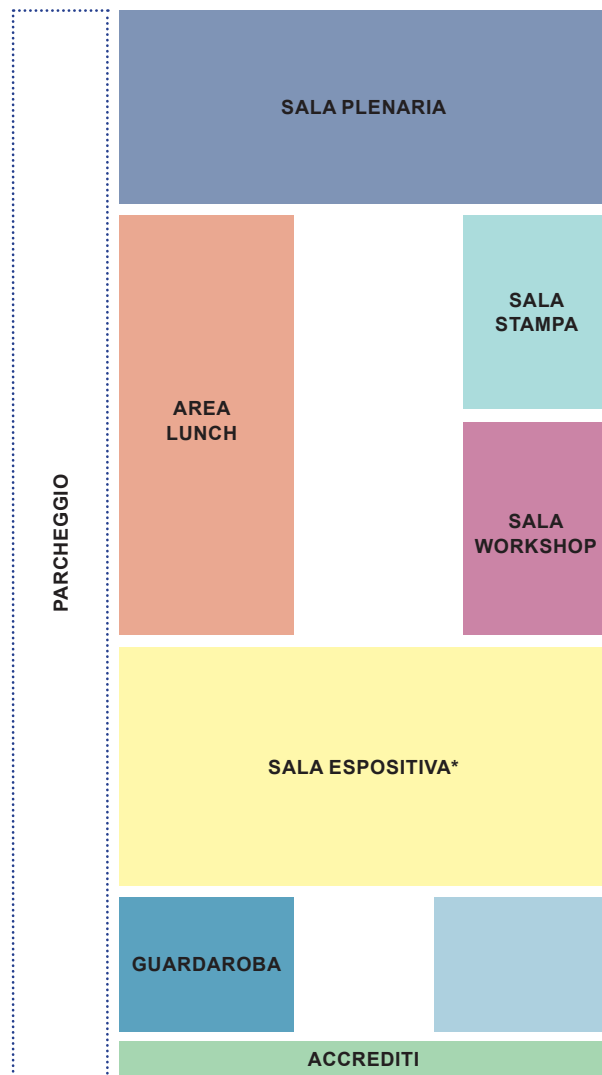 SALA PLENARIA
SALA
STAMPA
AREA
LUNCH
SALA
WORKSHOP
PARCHEGGIO
SALA ESPOSITIVA*
GUARDAROBA
ACCREDITI